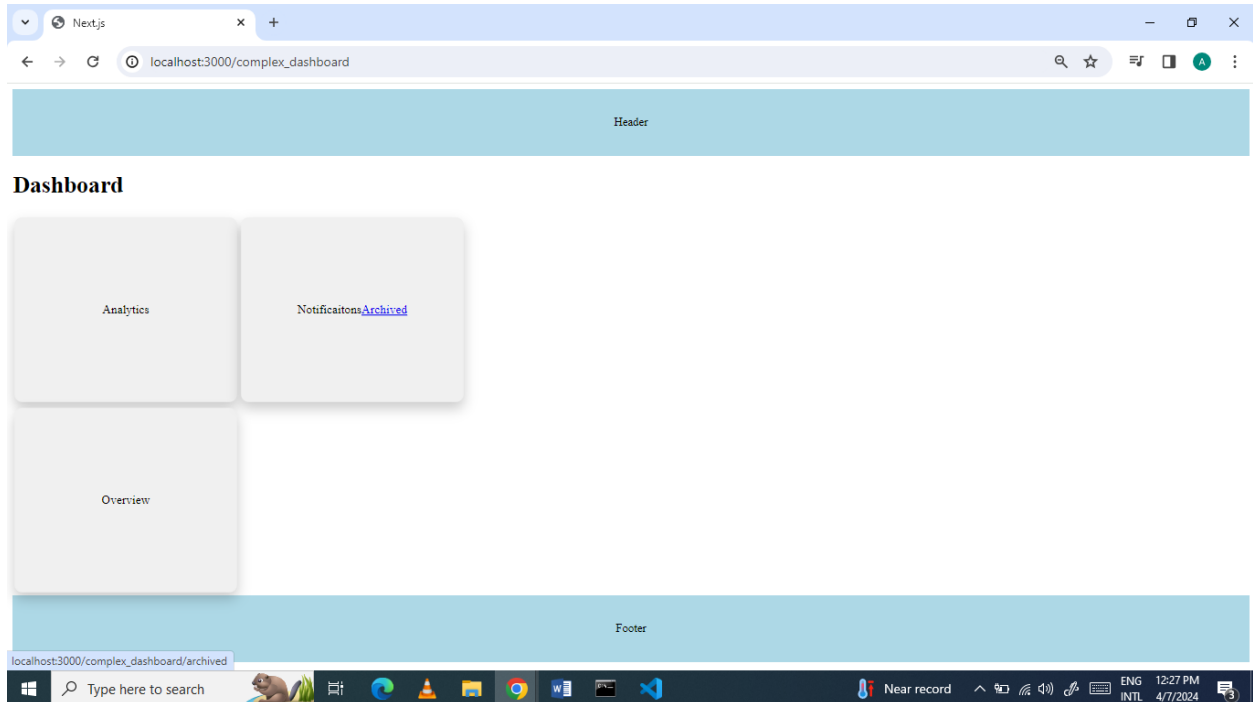 Next.js
localhost:3000/complex_dashboard
A
Header
Dashboard
Analytics
NotificaitonsArchived
Overview
Footer
localhost:3000/complex_dashboard/archived
Type here to search
Near record
ENG
INTL
12:27 PM
4/7/2024
3